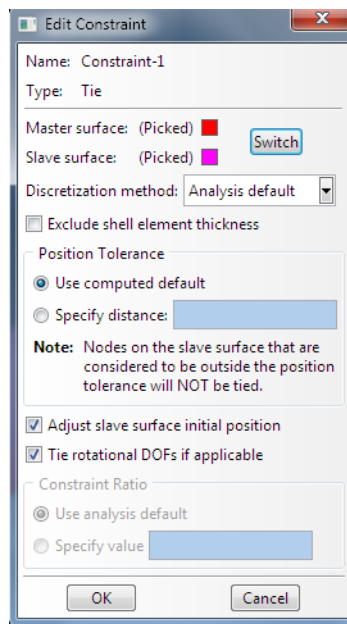 Edit Constraint
Name: Constraint-1
Type: Tie
Master surface: (Picked)
Switch
Slave surface: (Picked)
Discretization method: Analysis default
Exclude shell element thickness
Position Tolerance
Use computed default
Specify distance:
Note: Nodes on the slave surface that are
considered to be outside the position
tolerance will NOT be tied.
Adjust slave surface initial position
Tie rotational DOFs if applicable
Constraint Ratio
Use analysis default
Specify value
OK Cancel